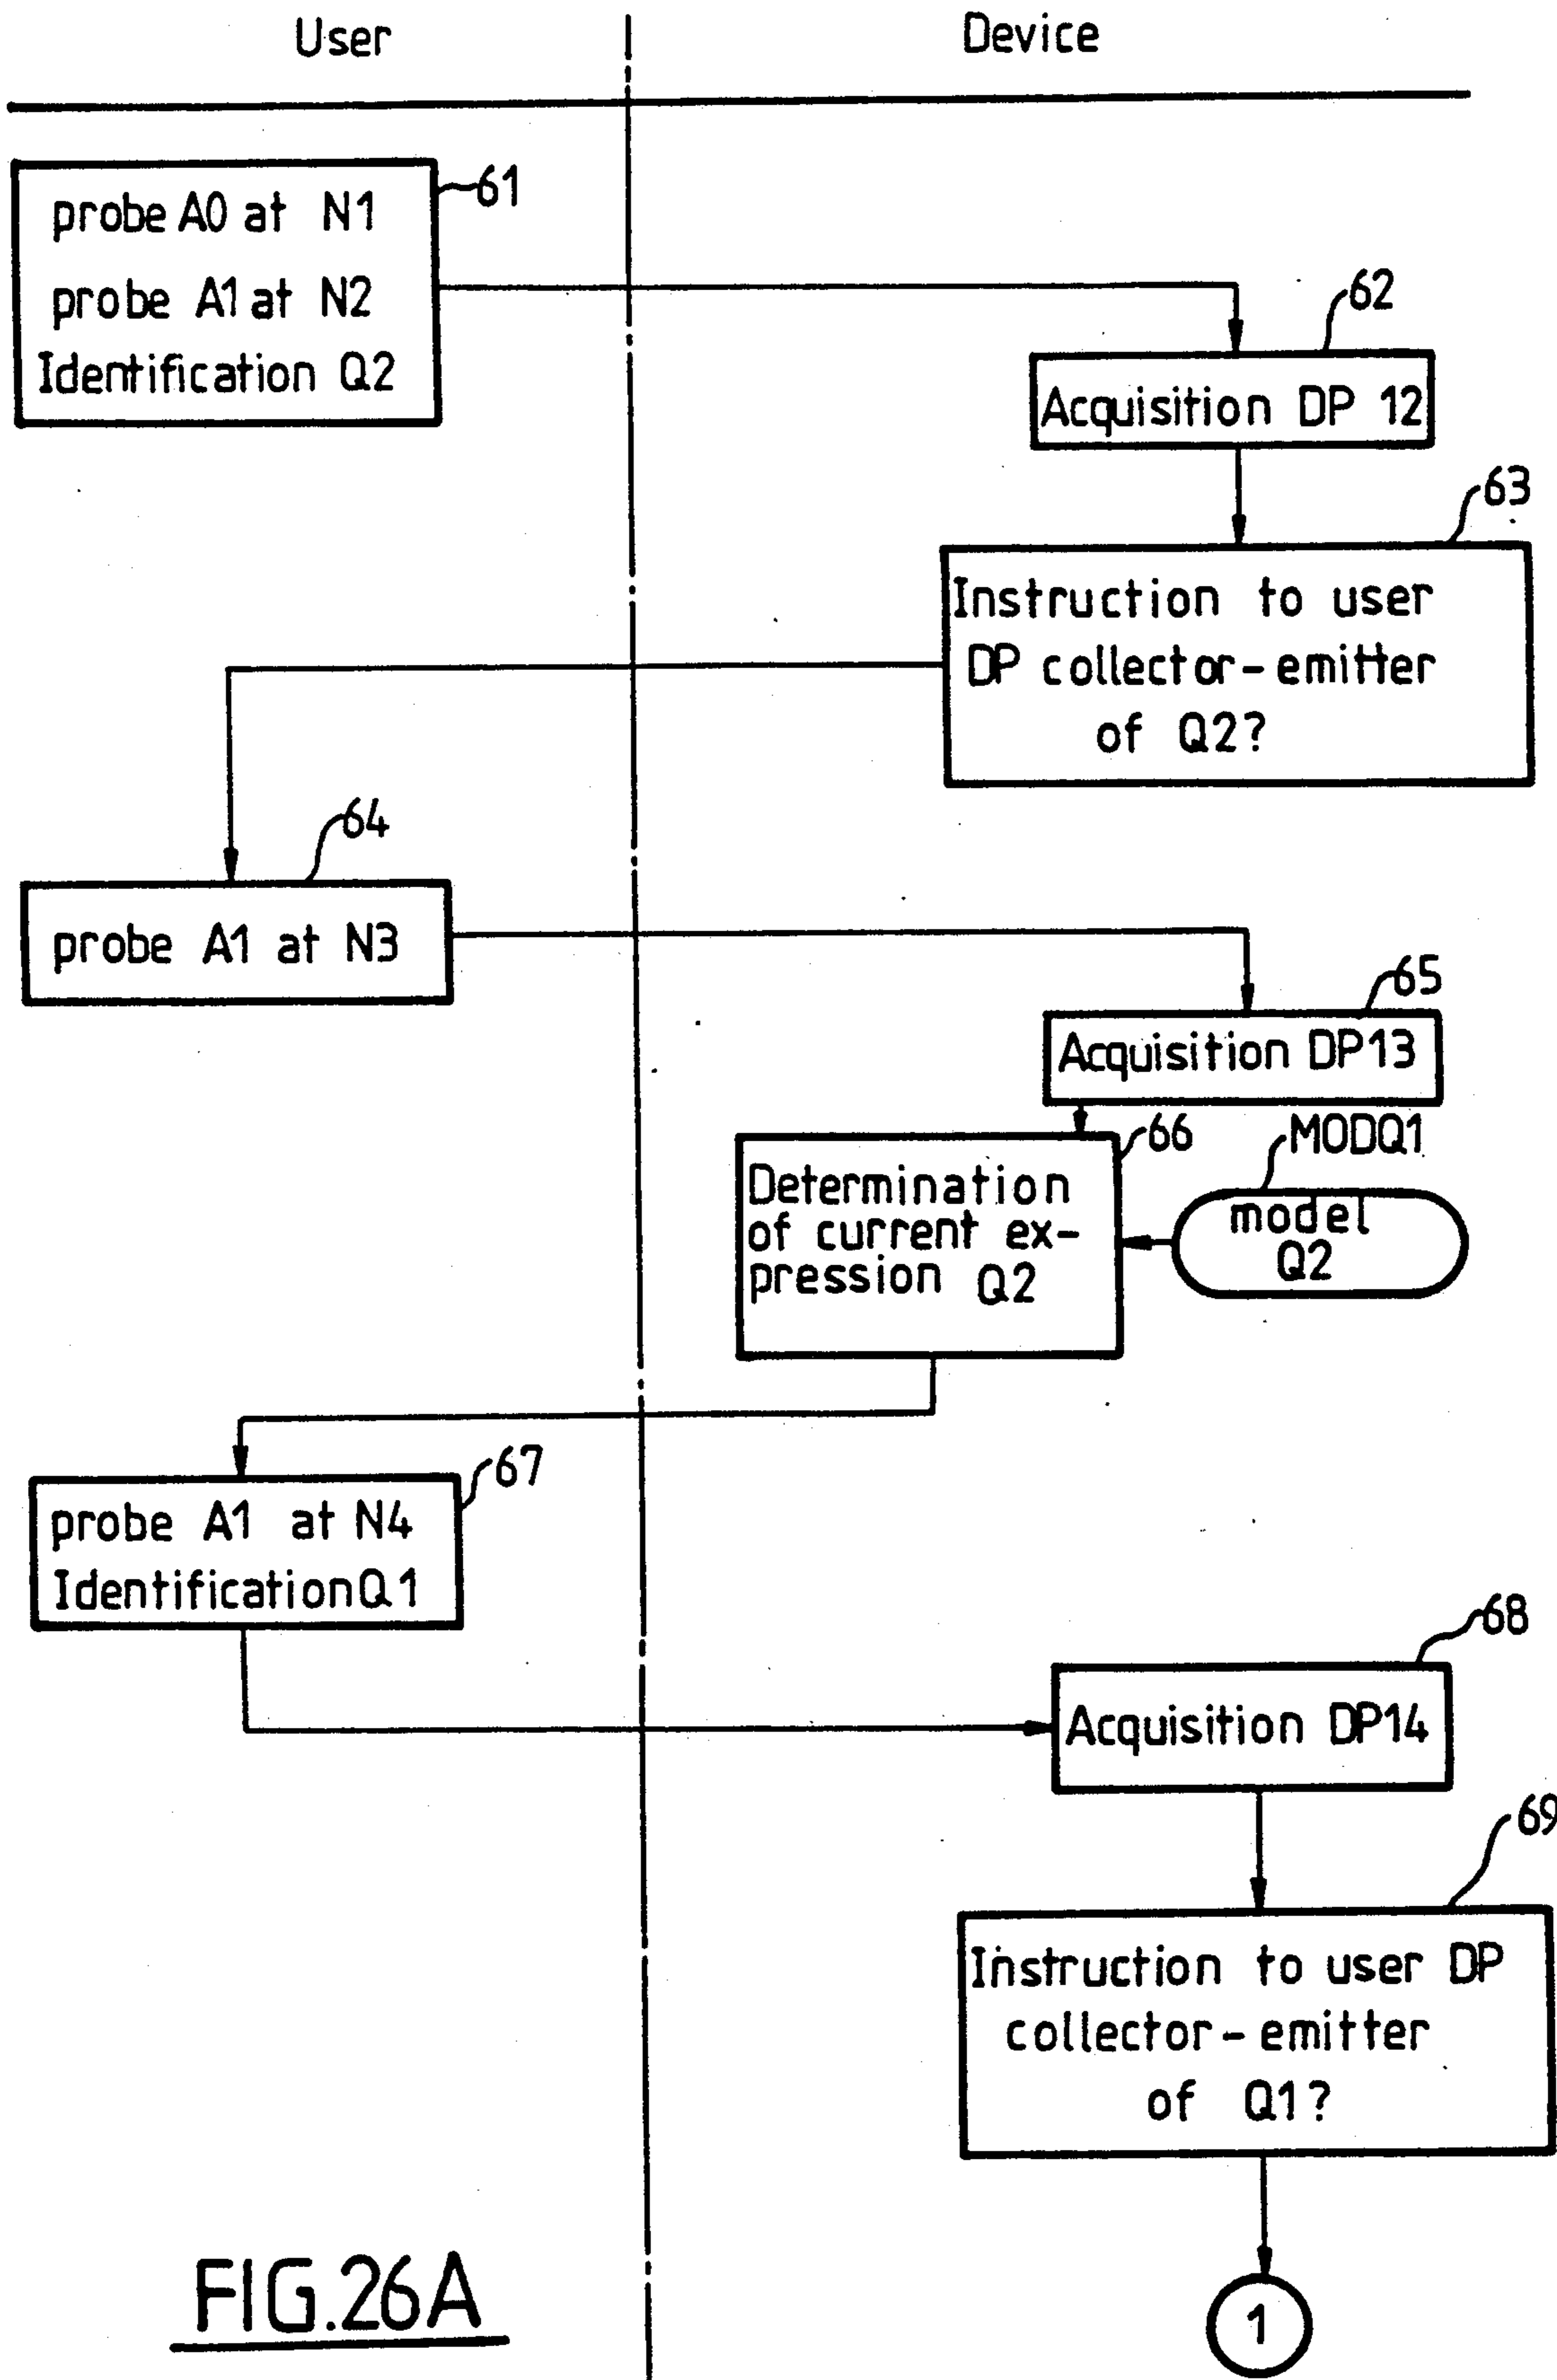 User
Device
61
probe A0 at N1
probe A1 at N2
Identification Q2
62
Acquisition DP 12
63
Instruction to user
DP collector-emitter
of Q2?
64
probe A1 at N3
65
Acquisition DP13
66
MODQ1
Determination
of current ex-
pression Q2
model
Q2
67
probe A1 at N4
Identification Q1
68
Acquisition DP14
69
Instruction to user DP
collector-emitter
of Q1?
1
FIG.26A